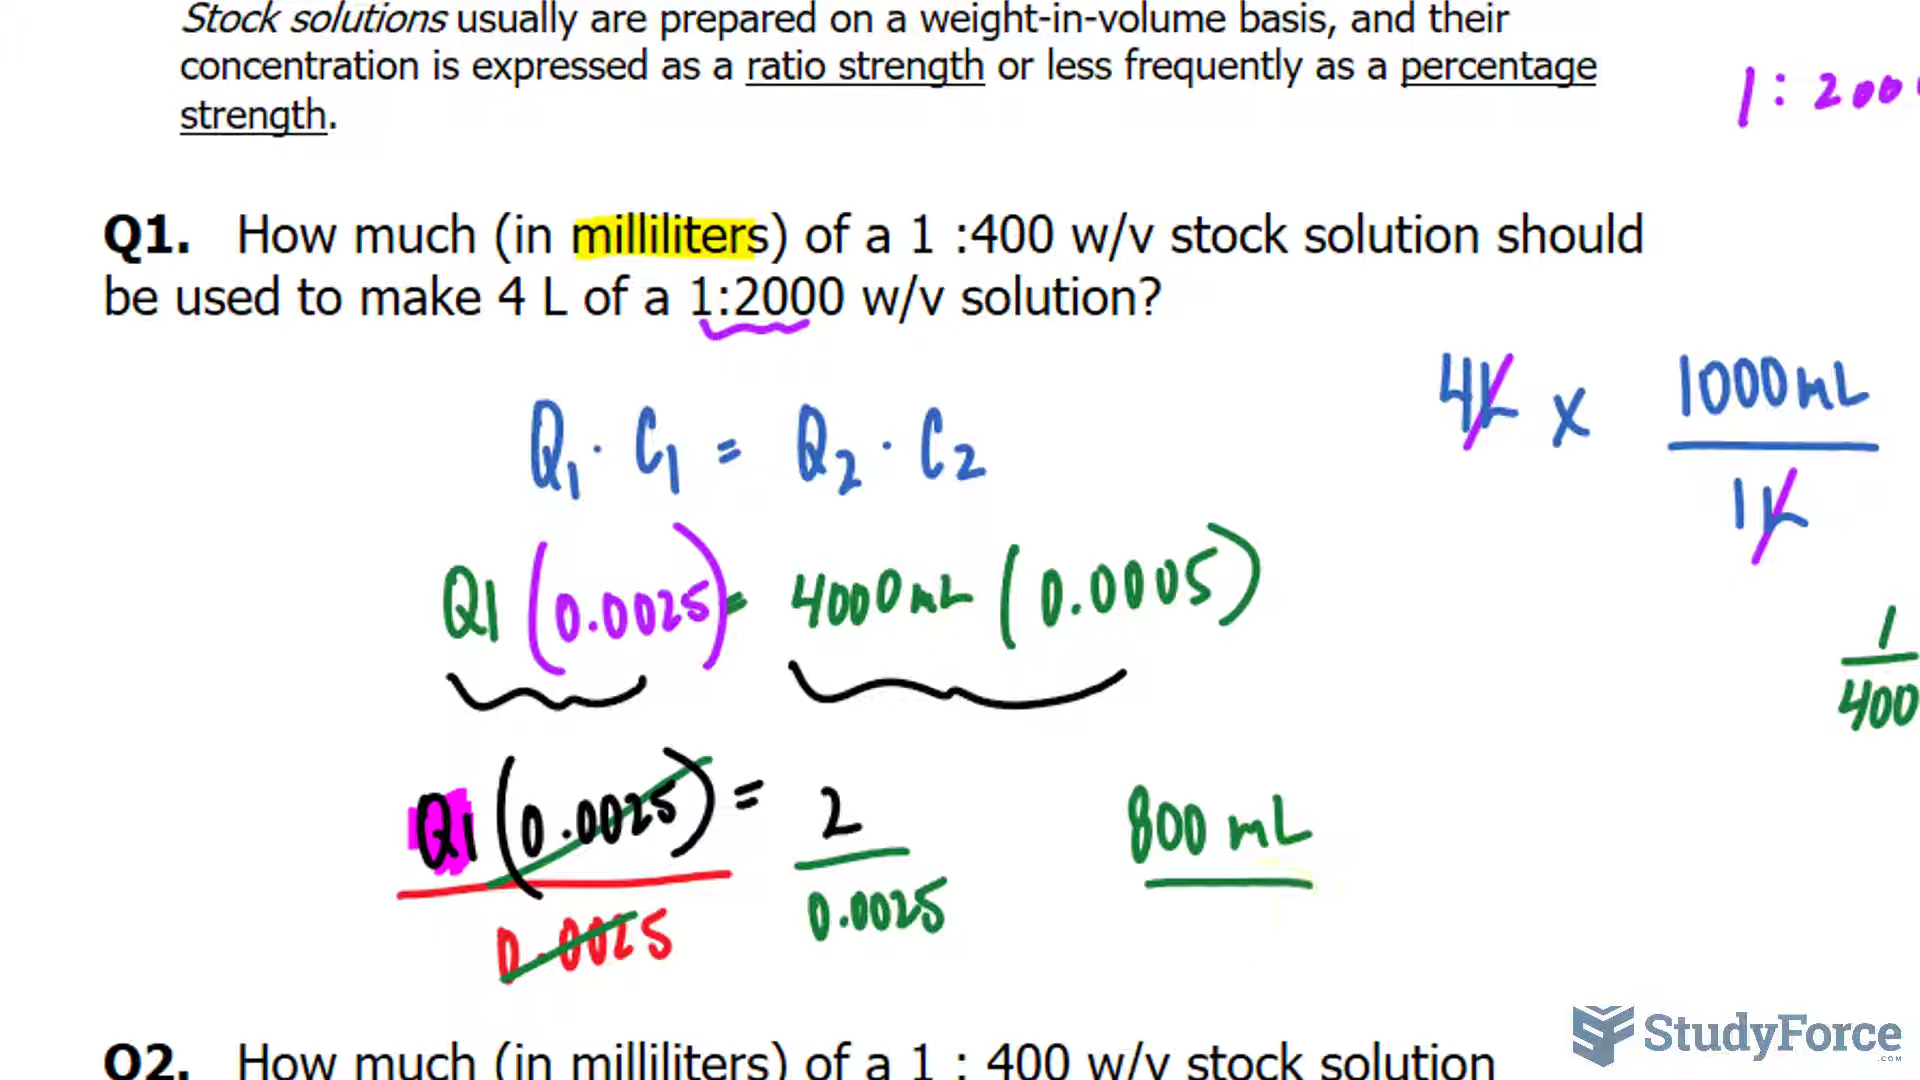 Stock solutions usually are prepared on a weight-in-volume basis, and their
concentration is expressed as a ratio strength or less frequently as a percentage
strength.
1:2000
Q1. How much (in milliliters) of a 1 :400 w/v stock solution should
be used to make 4 L of a 1:2000 w/v solution?
4L x 1000mL
1L
Q1 · C1 = Q2 · C2
Q1 (0.0025) = 4000mL (0.0005)
1
400
Q1 (0.0025) = 2
0.0025 0.0025
800 mL
Q2. How much (in milliliters) of a 1 : 400 w/v stock solution
StudyForce
.COM